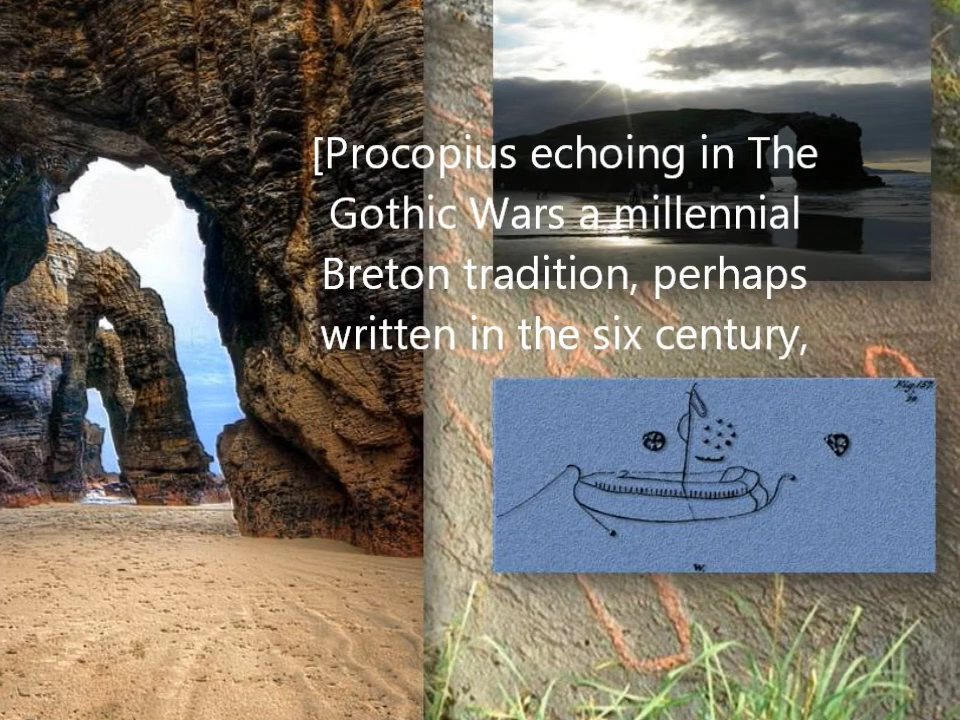 [Procopius echoing in The
Gothic Wars a millennial
Breton tradition, perhaps
written in the six century,